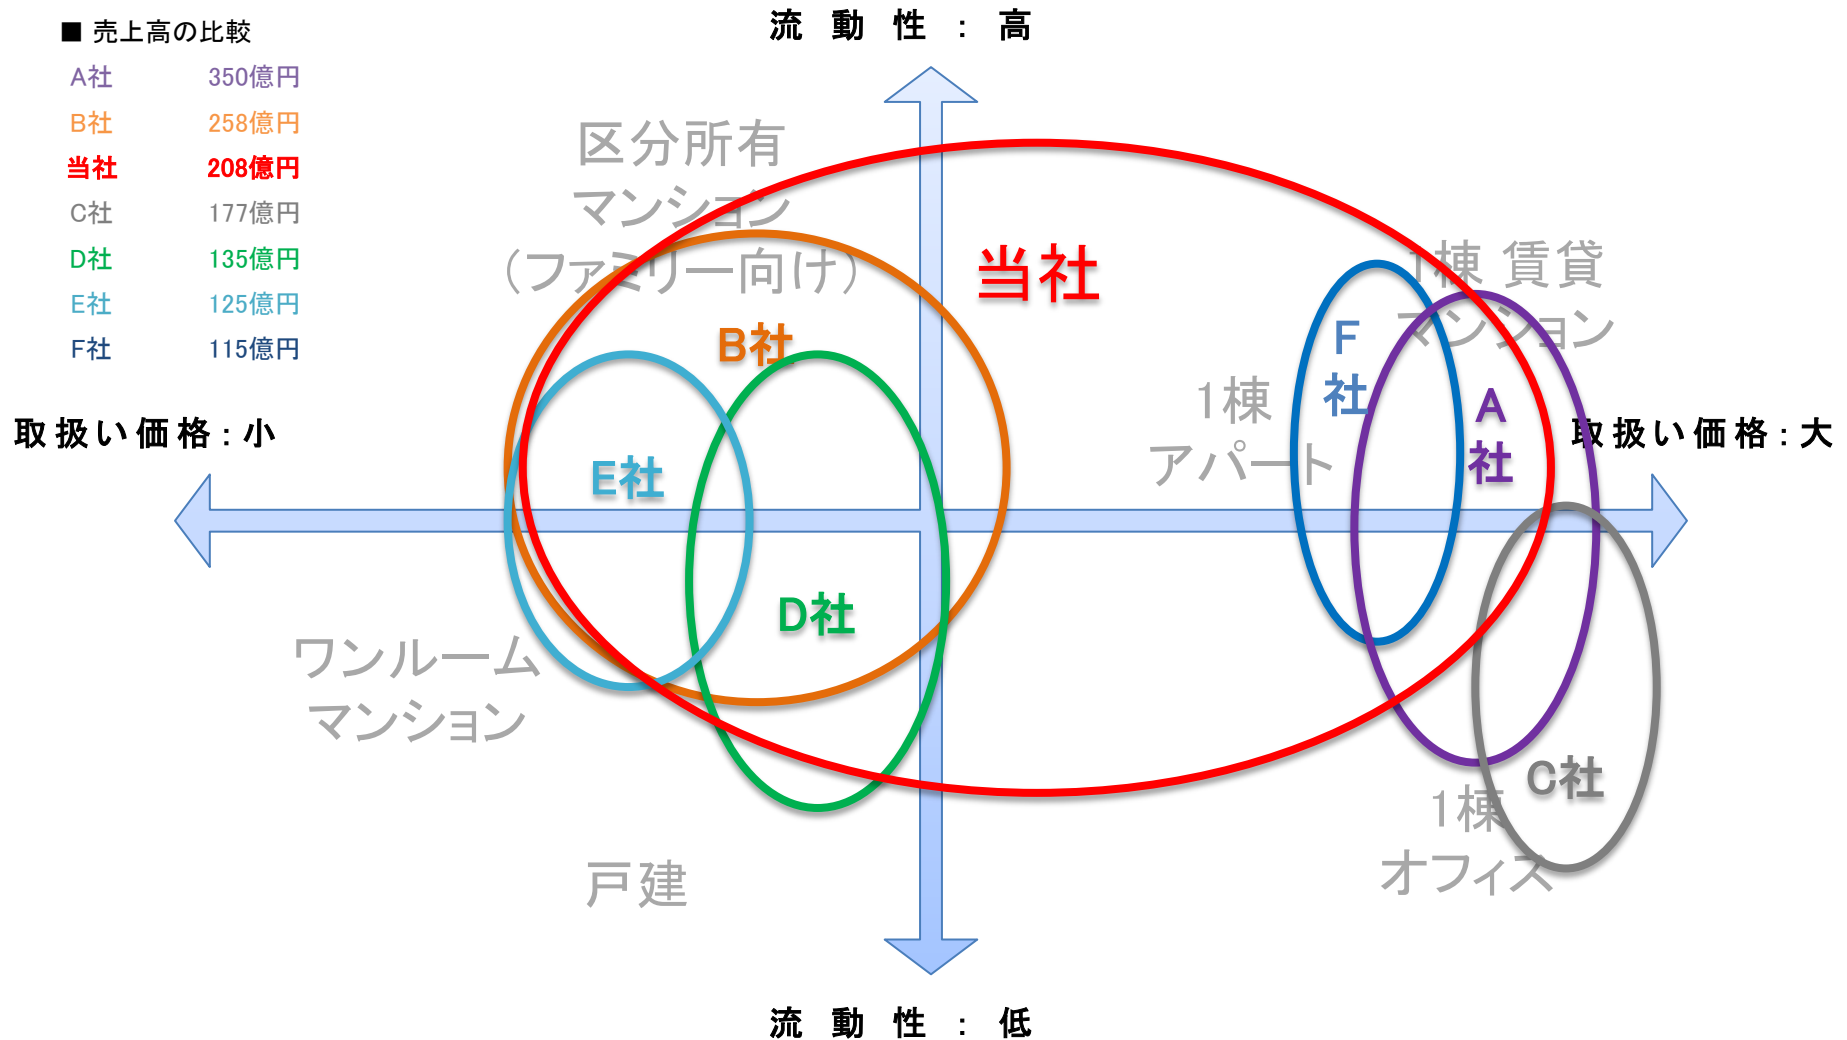 流 動 性 ： 高
■ 売上高の比較
A社 350億円
B社 258億円
当社 208億円
C社 177億円
D社 135億円
E社 125億円
F社 115億円
区分所有
マンション
（ファミリー向け）
当社
1棟 賃貸
マンション
B社
F
社
1棟
アパート
A
社
取扱い価格：小
取扱い価格：大
E社
D社
ワンルーム
マンション
C社
1棟
オフィス
戸建
流 動 性 ： 低